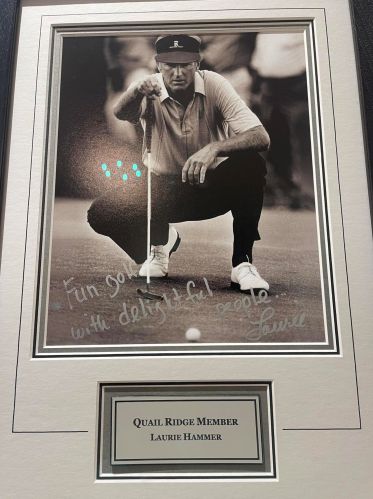 Fun golf
with delightful people...
Laurie
QUAIL RIDGE MEMBER
LAURIE HAMMER